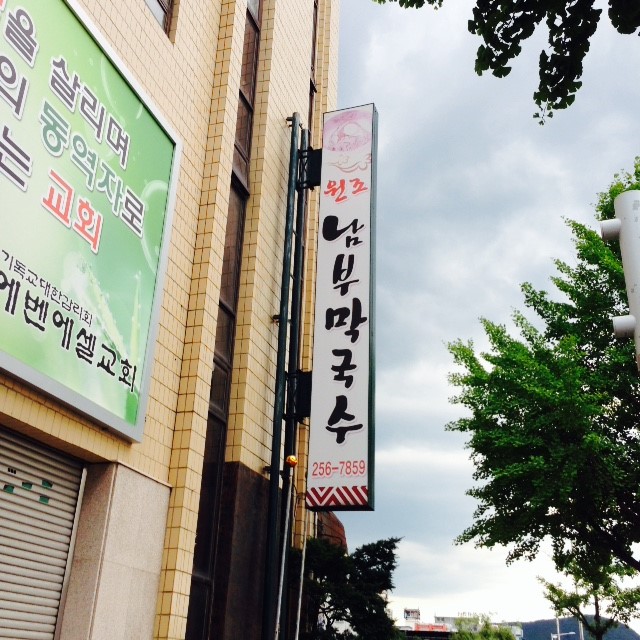 을 살리며
의 동역자로
는 교회
기독교대한감리회
에벤에셀교회
원조
남부막국수
256-7859